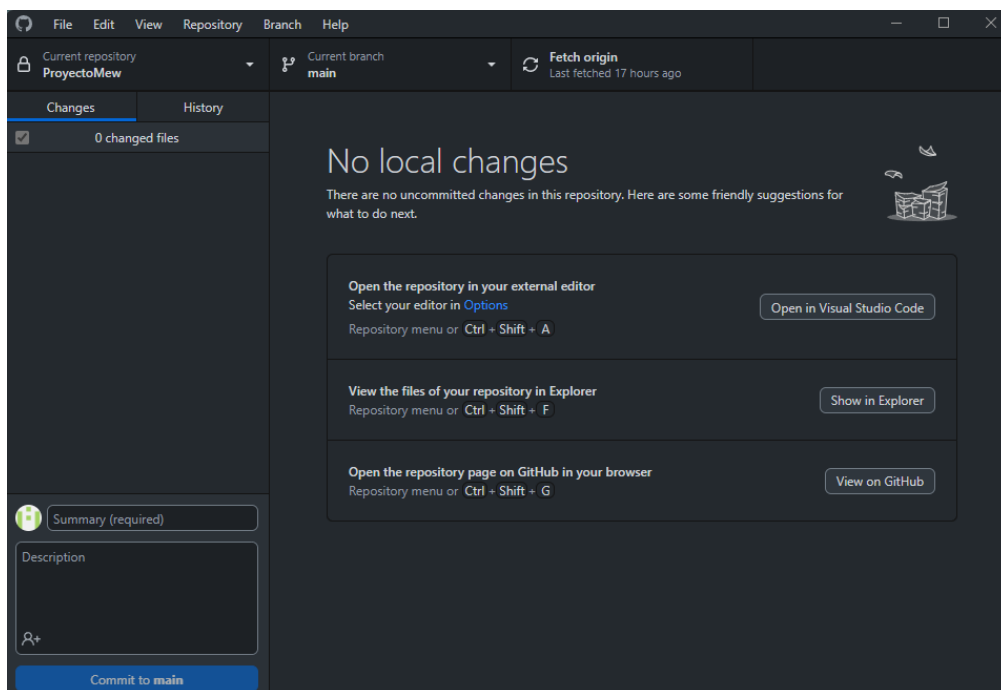 File Edit View Repository Branch Help
Current repository
ProyectoMew
Current branch
main
Fetch origin
Last fetched 17 hours ago
Changes History
0 changed files
No local changes
There are no uncommitted changes in this repository. Here are some friendly suggestions for
what to do next.
Open the repository in your external editor
Select your editor in Options
Repository menu or Ctrl + Shift + A
Open in Visual Studio Code
View the files of your repository in Explorer
Repository menu or Ctrl + Shift + F
Show in Explorer
Open the repository page on GitHub in your browser
Repository menu or Ctrl + Shift + G
View on GitHub
Summary (required)
Description
Commit to main